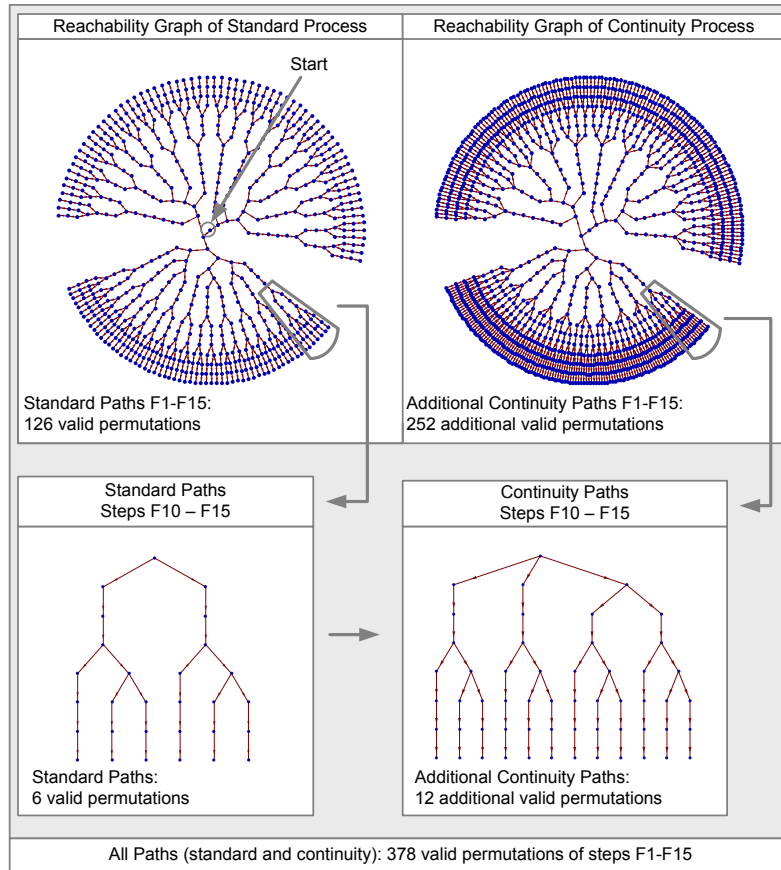 Reachability Graph of Standard Process
Reachability Graph of Continuity Process
Start
Standard Paths F1-F15:
126 valid permutations
Additional Continuity Paths F1-F15:
252 additional valid permutations
Standard Paths
Steps F10 – F15
Continuity Paths
Steps F10 – F15
Standard Paths:
6 valid permutations
Additional Continuity Paths:
12 additional valid permutations
All Paths (standard and continuity): 378 valid permutations of steps F1-F15